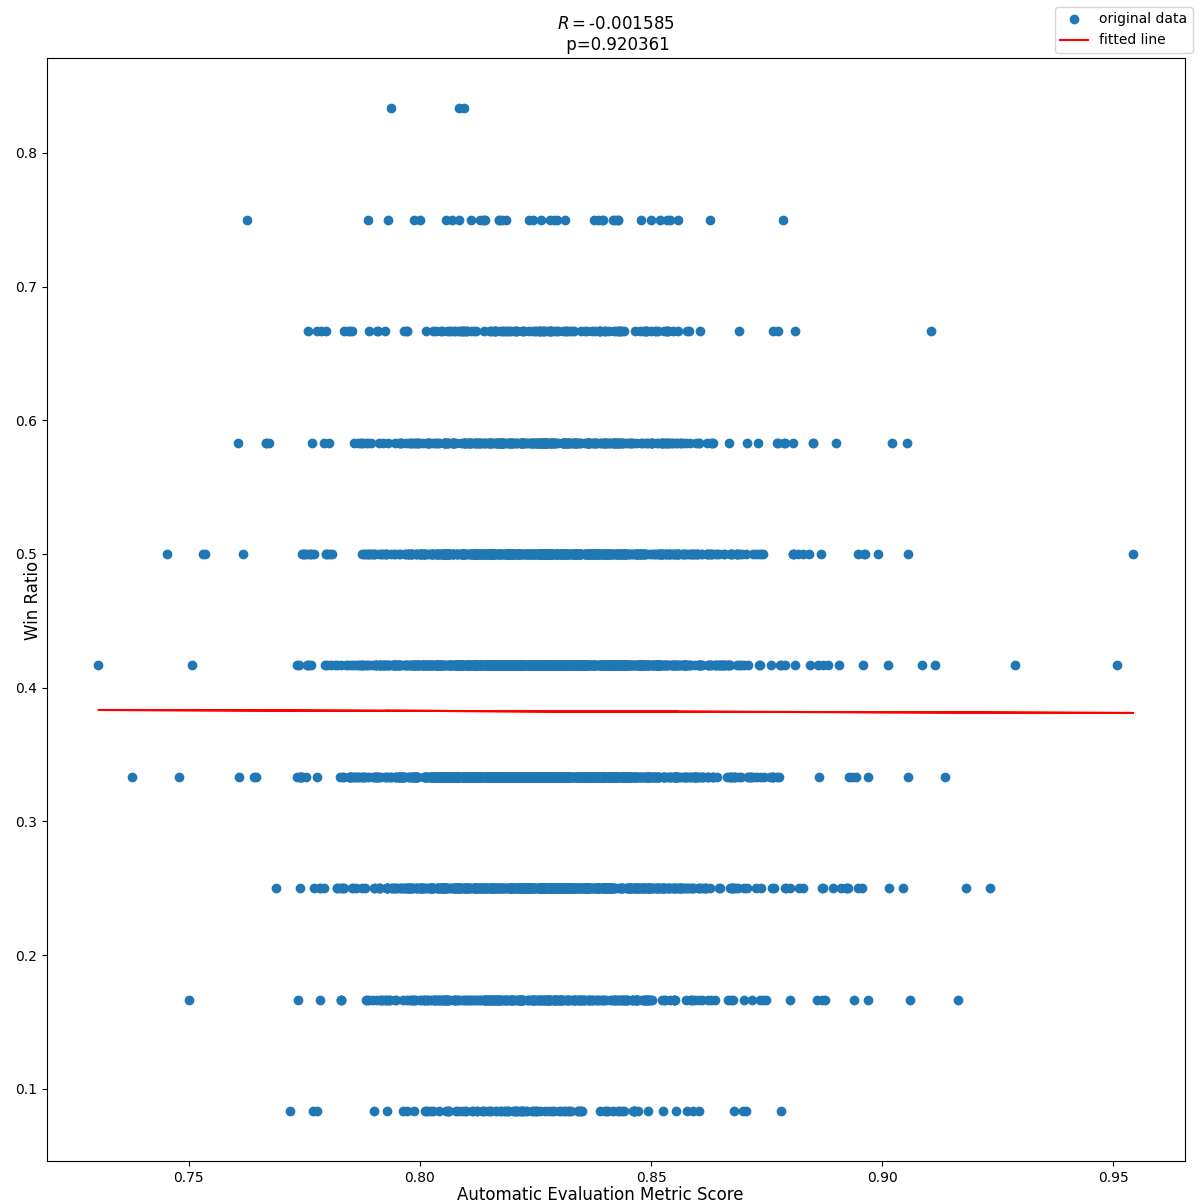 R = -0.001585
p=0.920361
original data
fitted line
Win Ratio
0.8
0.7
0.6
0.5
0.4
0.3
0.2
0.1
0.75
0.80
0.85
0.90
0.95
Automatic Evaluation Metric Score